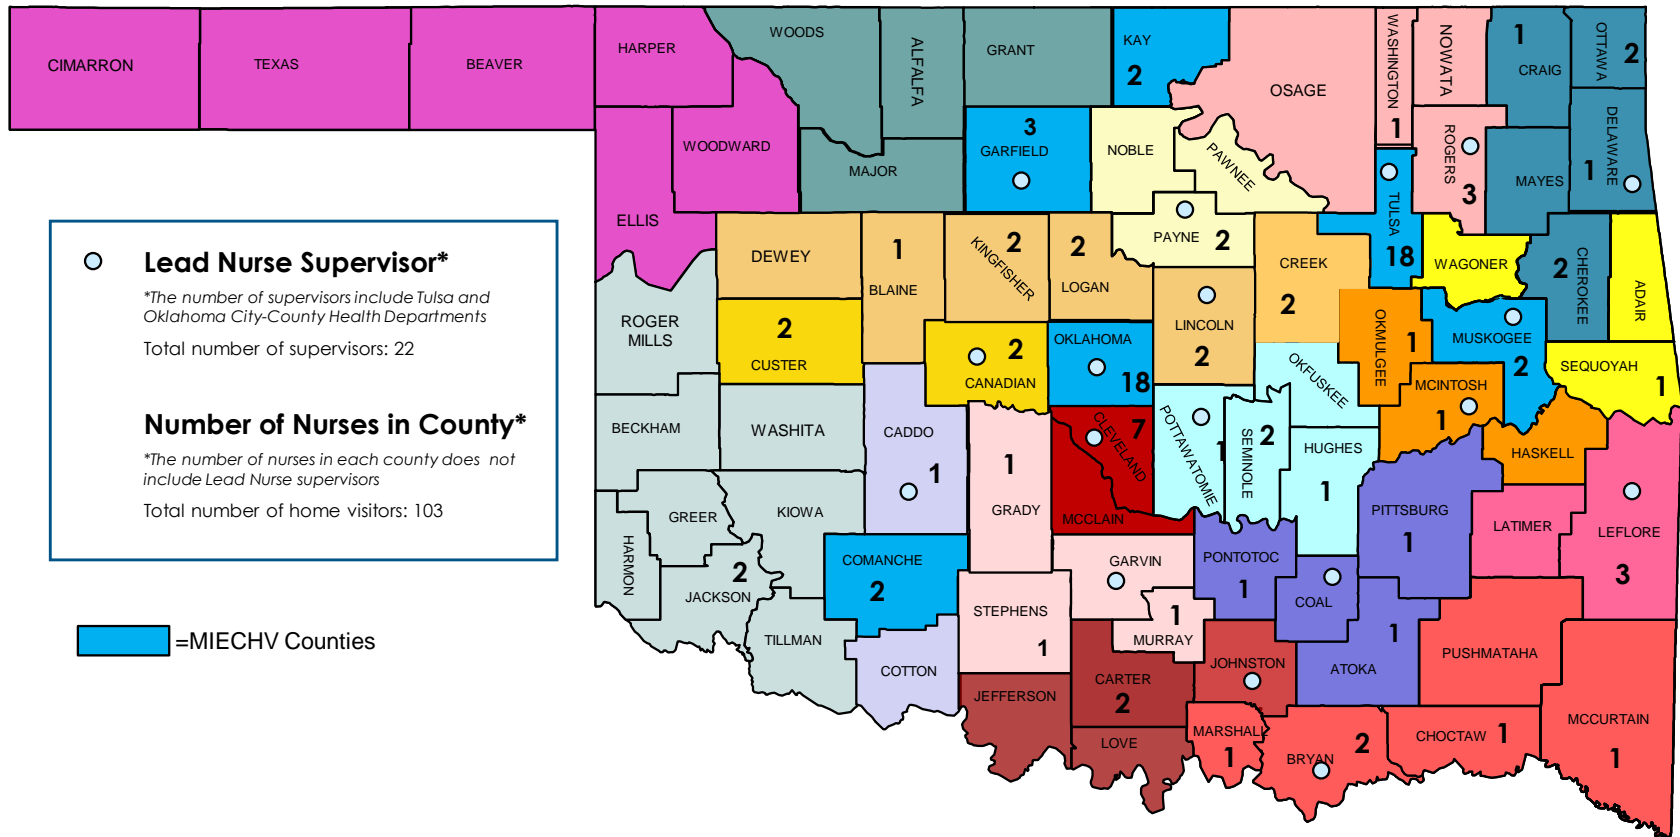 CIMARRON
TEXAS
BEAVER
HARPER
WOODS
ALFALFA
GRANT
KAY
2
OSAGE
WASHINGTON
1
NOWATA
1
CRAIG
OTTAWA
2
ELLIS
WOODWARD
MAJOR
3
GARFIELD
NOBLE
PAWNEE
ROGERS
3
MAYES
DELAWARE
1
TULSA
18
PAYNE
2
Lead Nurse Supervisor*
*The number of supervisors include Tulsa and
Oklahoma City-County Health Departments
Total number of supervisors: 22
Number of Nurses in County*
*The number of nurses in each county does not
include Lead Nurse supervisors
Total number of home visitors: 103
=MIECHV Counties
DEWEY
1
BLAINE
KINGFISHER
2
2
LOGAN
CREEK
2
WAGONER
2
CHEROKEE
ADAIR
ROGER
MILLS
2
CUSTER
2
CANADIAN
OKLAHOMA
18
LINCOLN
2
OKMULGEE
1
MUSKOGEE
2
SEQUOYAH
1
BECKHAM
WASHITA
CADDO
1
1
GRADY
CLEVELAND
7
MCCLAIN
POTTAWATOMIE
1
SEMINOLE
2
OKFUSKEE
HUGHES
1
MCINTOSH
1
HASKELL
HARMON
GREER
KIOWA
2
JACKSON
TILLMAN
COMANCHE
2
COTTON
GARVIN
STEPHENS
1
1
MURRAY
PONTOTOC
1
COAL
PITTSBURG
1
LATIMER
LEFLORE
3
1
ATOKA
PUSHMATAHA
JEFFERSON
CARTER
2
LOVE
JOHNSTON
MARSHALL
1
BRYAN
2
CHOCTAW
1
MCCURTAIN
1